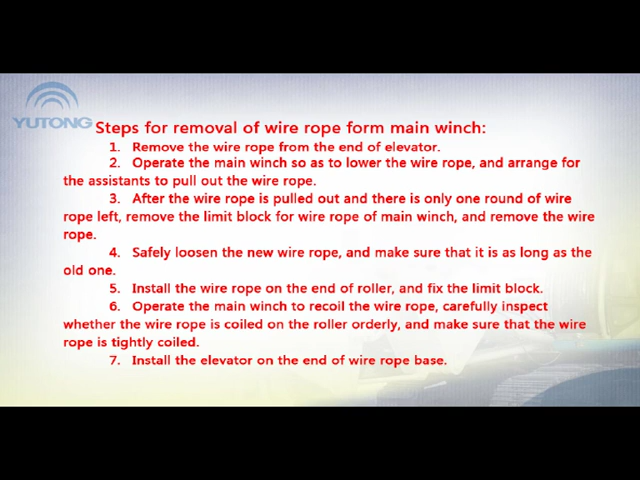 YUTONG
Steps for removal of wire rope form main winch:
1. Remove the wire rope from the end of elevator.
2. Operate the main winch so as to lower the wire rope, and arrange for
the assistants to pull out the wire rope.
3. After the wire rope is pulled out and there is only one round of wire
rope left, remove the limit block for wire rope of main winch, and remove the wire
rope.
4. Safely loosen the new wire rope, and make sure that it is as long as the
old one.
5. Install the wire rope on the end of roller, and fix the limit block.
6. Operate the main winch to recoil the wire rope, carefully inspect
whether the wire rope is coiled on the roller orderly, and make sure that the wire
rope is tightly coiled.
7. Install the elevator on the end of wire rope base.